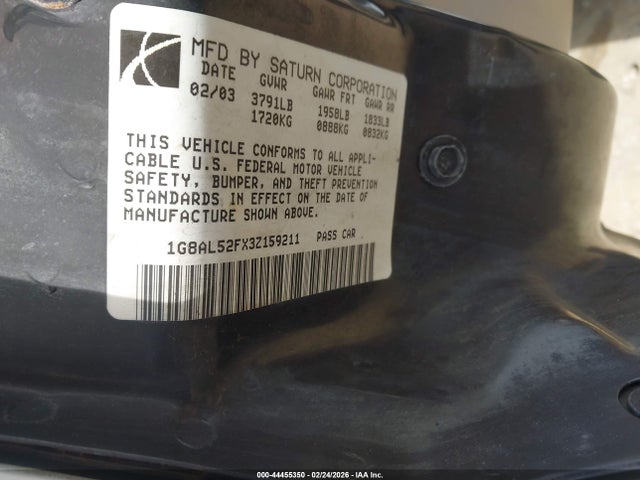 MFD BY SATURN CORPORATION
DATE GVWR GAWR FRT GAWR RR
02/03 3791LB 1958LB 1833LB
1720KG 0888KG 0832KG
THIS VEHICLE CONFORMS TO ALL APPLI-
CABLE U.S. FEDERAL MOTOR VEHICLE
SAFETY, BUMPER, AND THEFT PREVENTION
STANDARDS IN EFFECT ON THE DATE OF
MANUFACTURE SHOWN ABOVE.
1G8AL52FX3Z159211 PASS CAR
000-44455350 - 02/24/2026 - IAA Inc.